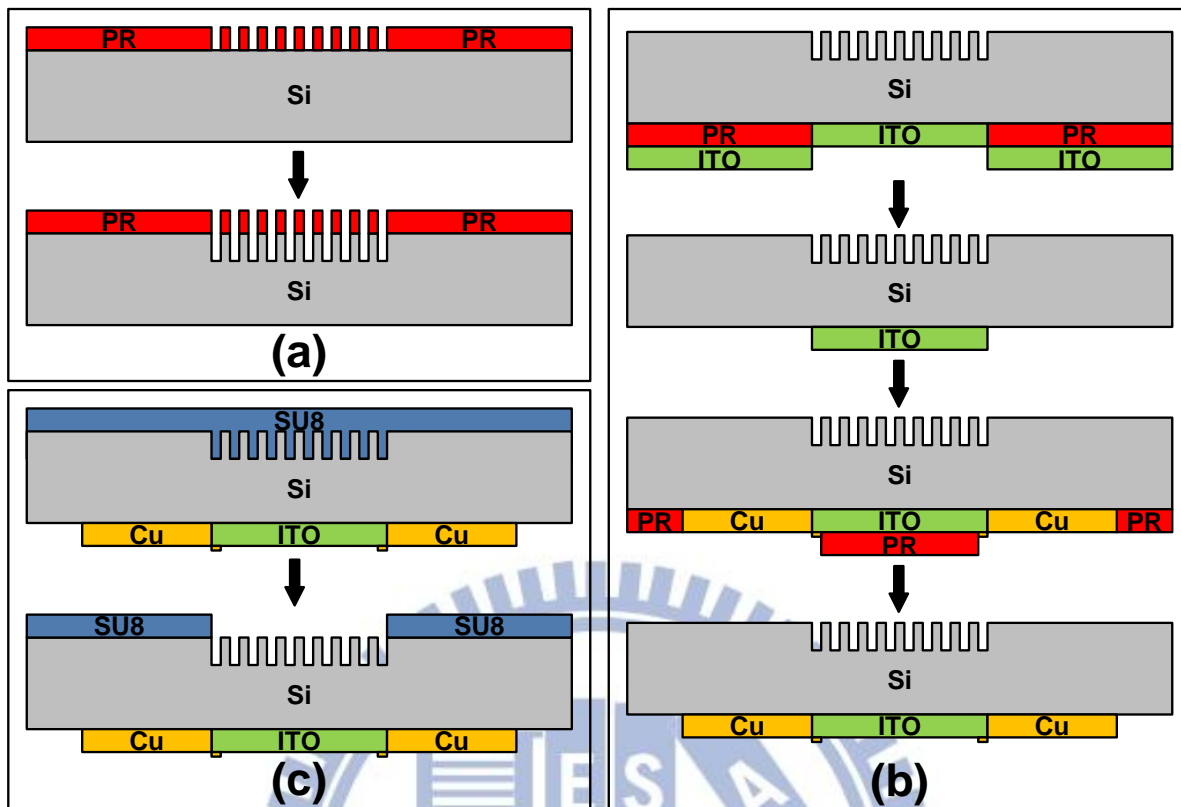 PR PR
Si
PR PR
Si
(a)
SU8
Si
Cu ITO Cu
SU8 SU8
Si
Cu ITO Cu
(c)
Si
PR ITO PR
ITO ITO
Si
ITO
Si
PR Cu ITO Cu PR
PR
Si
Cu ITO Cu
(b)
E S A